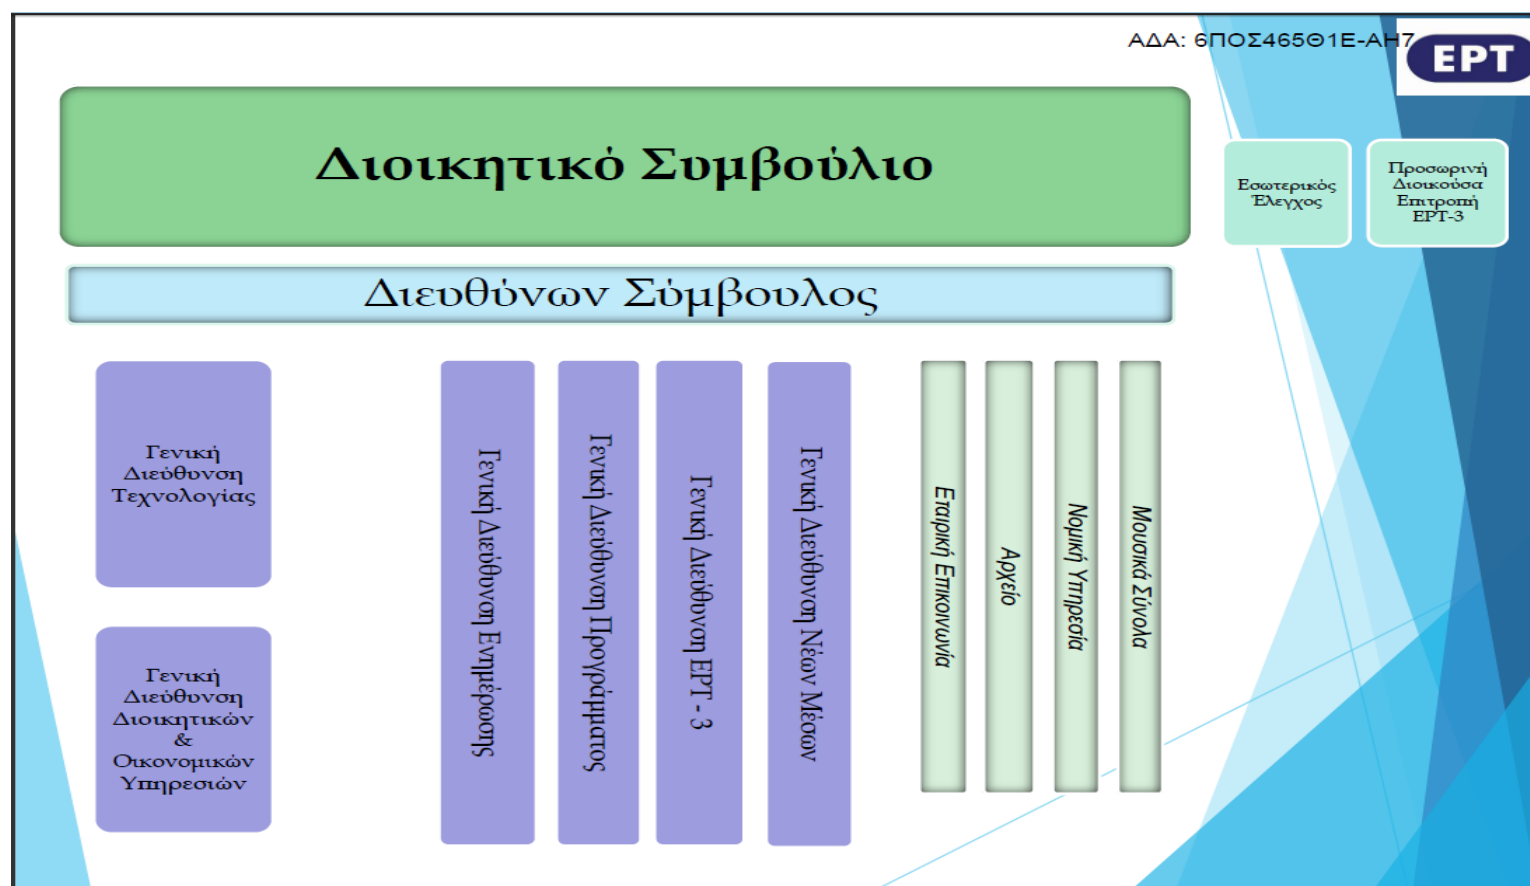 ΑΔΑ: 6ΠΟΣ465Θ1Ε-ΑΗ7
ΕΡΤ
Διοικητικό Συμβούλιο
Εσωτερικός
Έλεγχος
Προσωρινή
Διοικούσα
Επιτροπή
ΕΡΤ-3
Διευθύνων Σύμβουλος
Γενική
Διεύθυνση
Τεχνολογίας
Γενική
Διεύθυνση
Διοικητικών
&
Οικονομικών
Υπηρεσιών
Γενική Διεύθυνση Ενημέρωσης
Γενική Διεύθυνση Προγράμματος
Γενική Διεύθυνση ΕΡΤ - 3
Γενική Διεύθυνση Νέων Μέσων
Εταιρική Επικοινωνία
Αρχείο
Νομική Υπηρεσία
Μουσικά Σύνολα